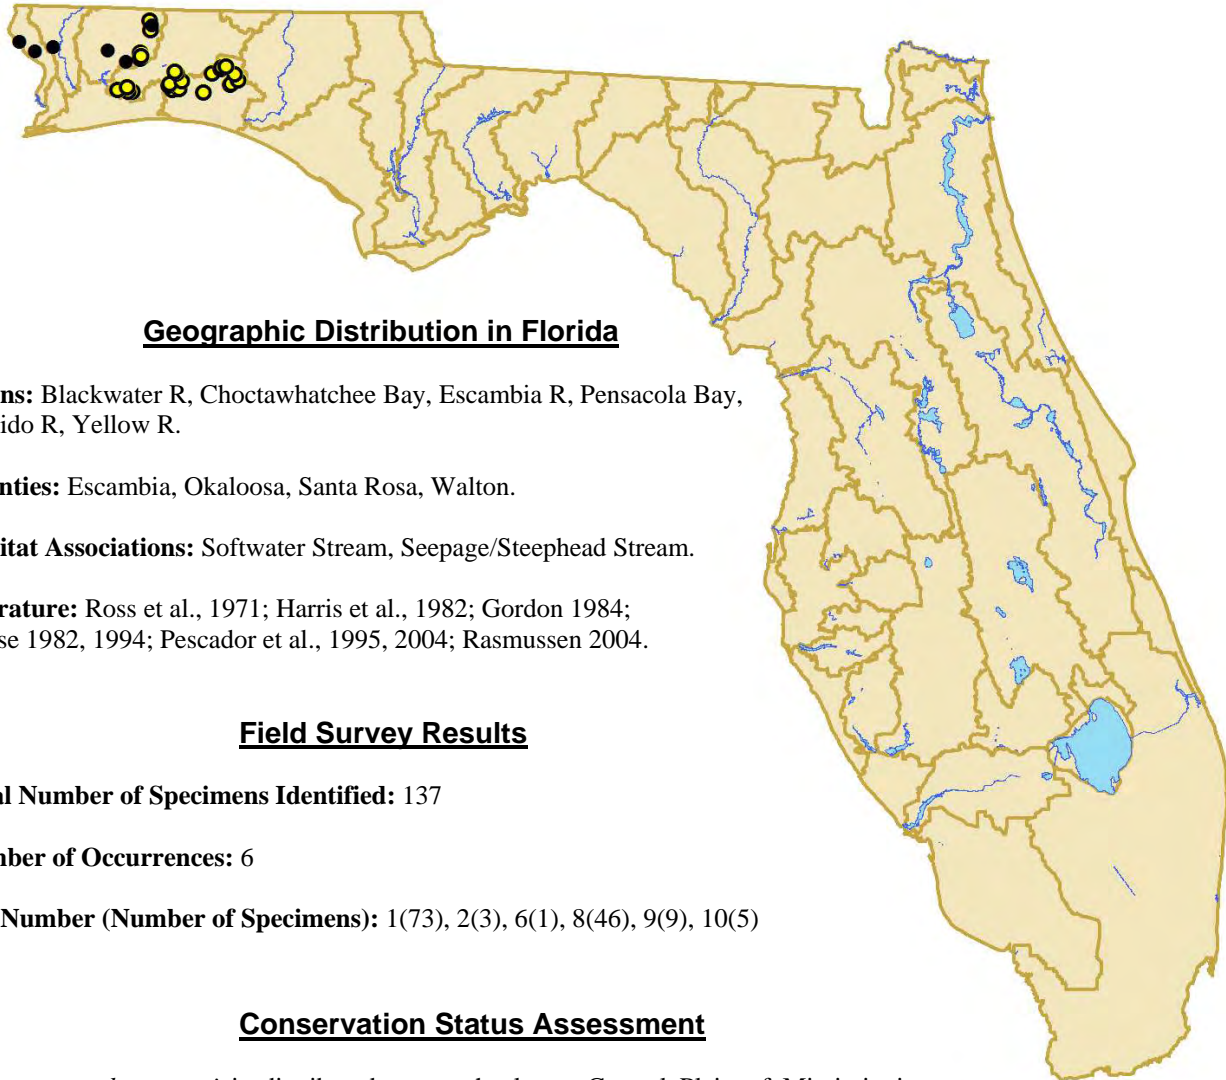 Geographic Distribution in Florida
ns: Blackwater R, Choctawhatchee Bay, Escambia R, Pensacola Bay,
ido R, Yellow R.
nties: Escambia, Okaloosa, Santa Rosa, Walton.
itat Associations: Softwater Stream, Seepage/Steephead Stream.
rature: Ross et al., 1971; Harris et al., 1982; Gordon 1984;
se 1982, 1994; Pescador et al., 1995, 2004; Rasmussen 2004.
Field Survey Results
al Number of Specimens Identified: 137
nber of Occurrences: 6
Number (Number of Specimens): 1(73), 2(3), 6(1), 8(46), 9(9), 10(5)
Conservation Status Assessment